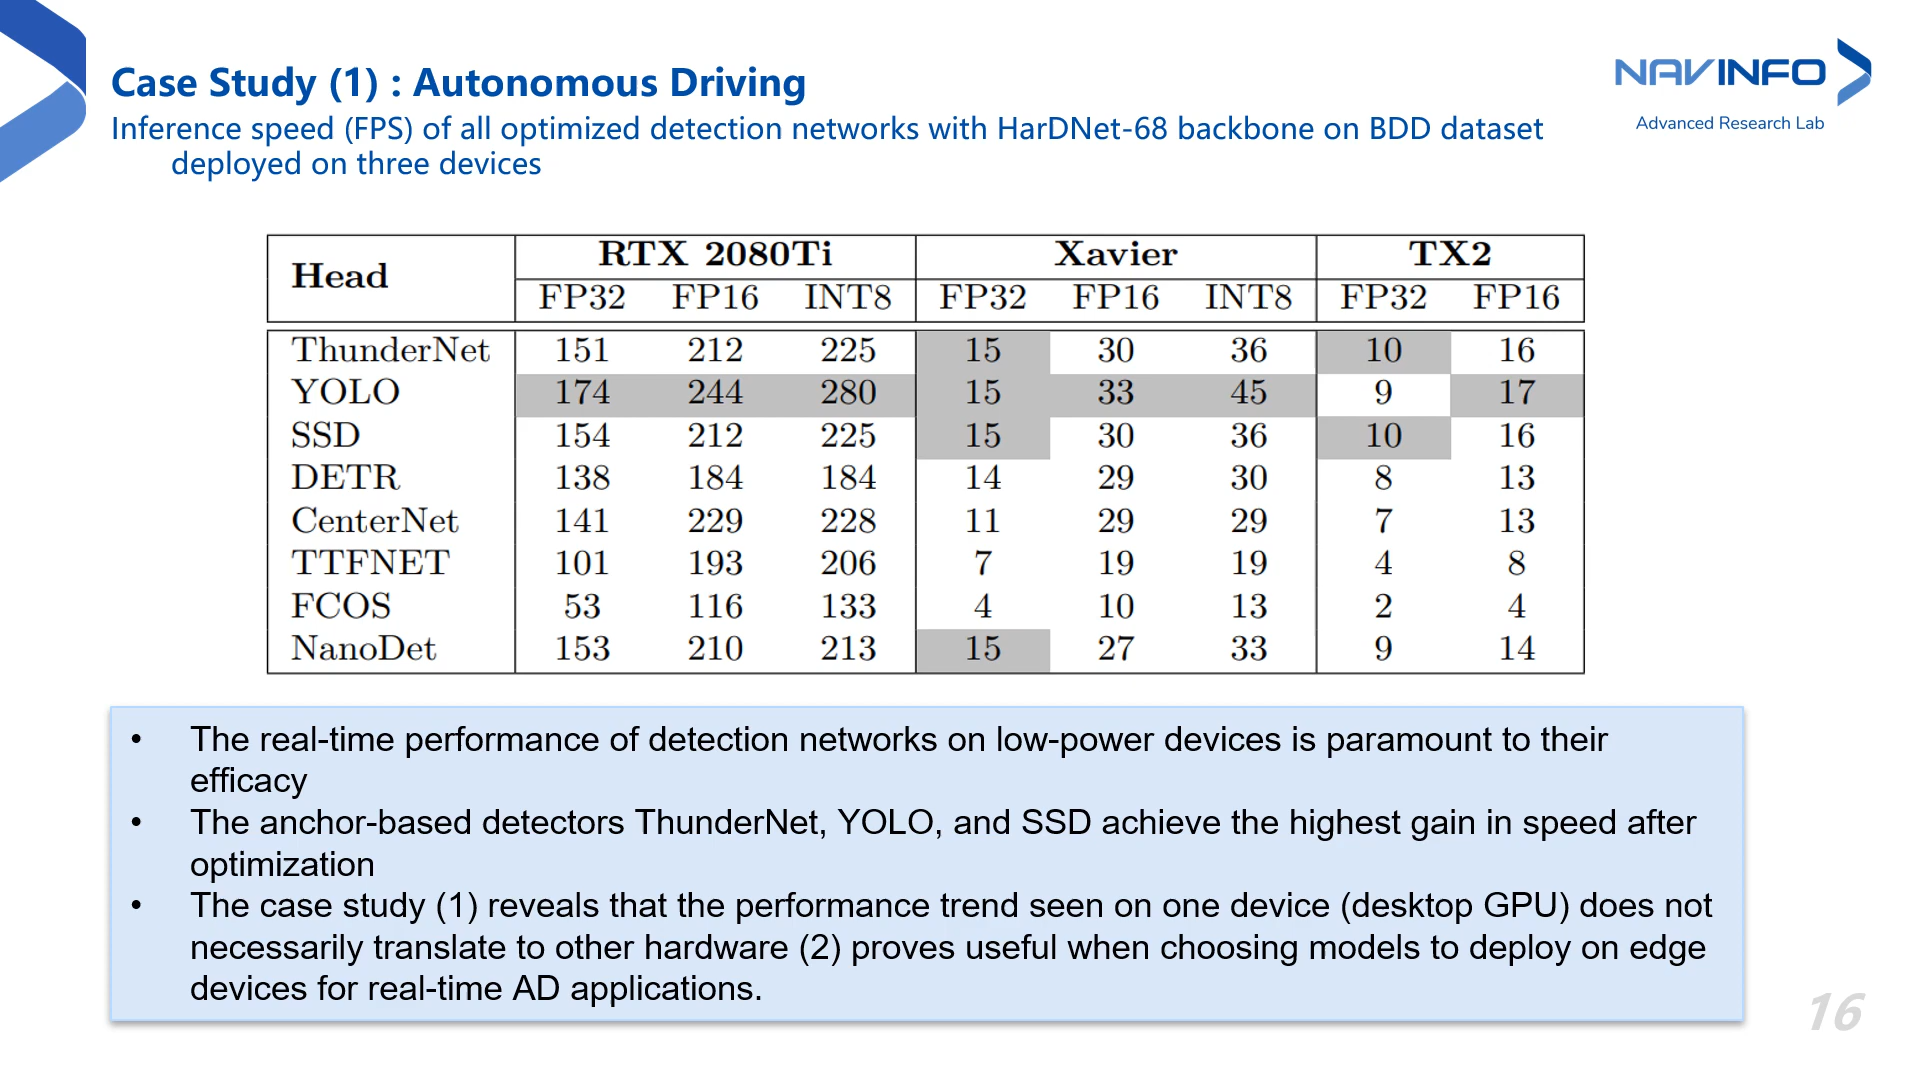 Case Study (1) : Autonomous Driving
Inference speed (FPS) of all optimized detection networks with HarDNet-68 backbone on BDD dataset
deployed on three devices
NAVINFO
Advanced Research Lab
Head RTX 2080Ti Xavier TX2
FP32 FP16 INT8 FP32 FP16 INT8 FP32 FP16
ThunderNet 151 212 225 15 30 36 10 16
YOLO 174 244 280 15 33 45 9 17
SSD 154 212 225 15 30 36 10 16
DETR 138 184 184 14 29 30 8 13
CenterNet 141 229 228 11 29 29 7 13
TTFNET 101 193 206 7 19 19 4 8
FCOS 53 116 133 4 10 13 2 4
NanoDet 153 210 213 15 27 33 9 14
• The real-time performance of detection networks on low-power devices is paramount to their
efficacy
• The anchor-based detectors ThunderNet, YOLO, and SSD achieve the highest gain in speed after
optimization
• The case study (1) reveals that the performance trend seen on one device (desktop GPU) does not
necessarily translate to other hardware (2) proves useful when choosing models to deploy on edge
devices for real-time AD applications.
16